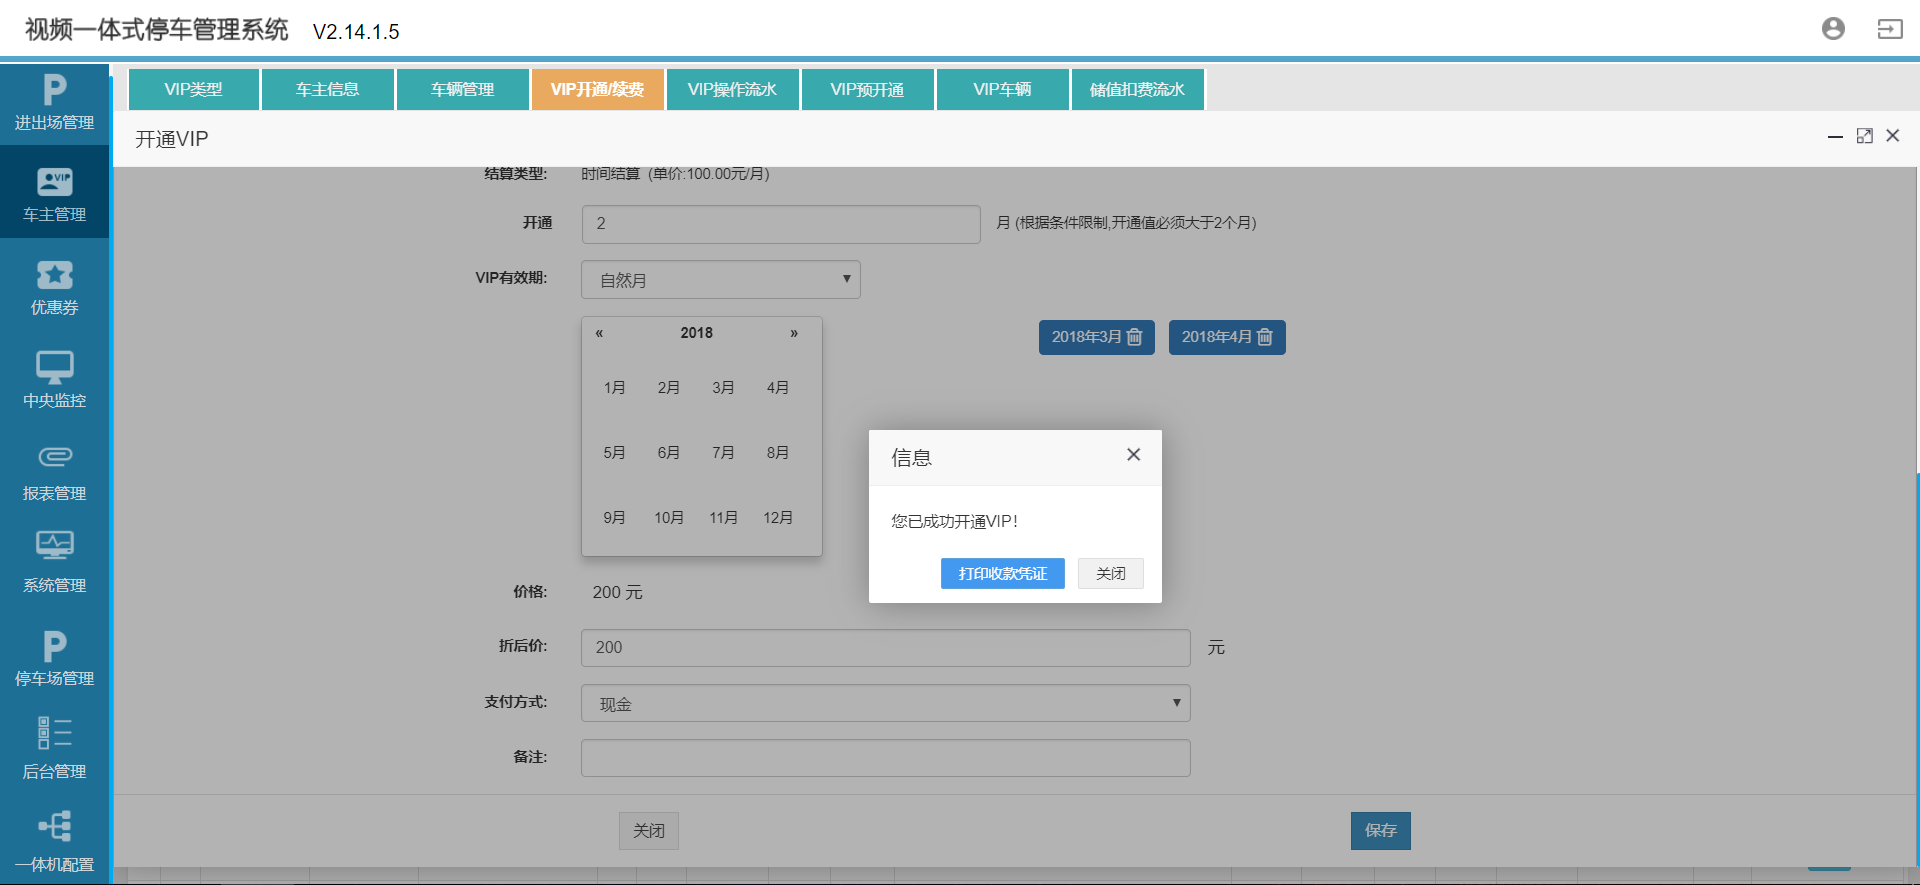 视频一体式停车管理系统 V2.14.1.5
VIP类型 车主信息 车辆管理 VIP开通/续费 VIP操作流水 VIP预开通 VIP车辆 储值扣费流水
进出场管理
车主管理
优惠券
中央监控
报表管理
系统管理
停车场管理
后台管理
一体机配置
开通VIP
结算类型: 时间结算 (单价:100.00元/月)
开通 2 月 (根据条件限制,开通值必须大于2个月)
VIP有效期: 自然月
« 2018 »
1月 2月 3月 4月
5月 6月 7月 8月
9月 10月 11月 12月
2018年3月 2018年4月
信息
您已成功开通VIP!
打印收款凭证 关闭
价格: 200 元
折后价: 200 元
支付方式: 现金
备注:
关闭 保存